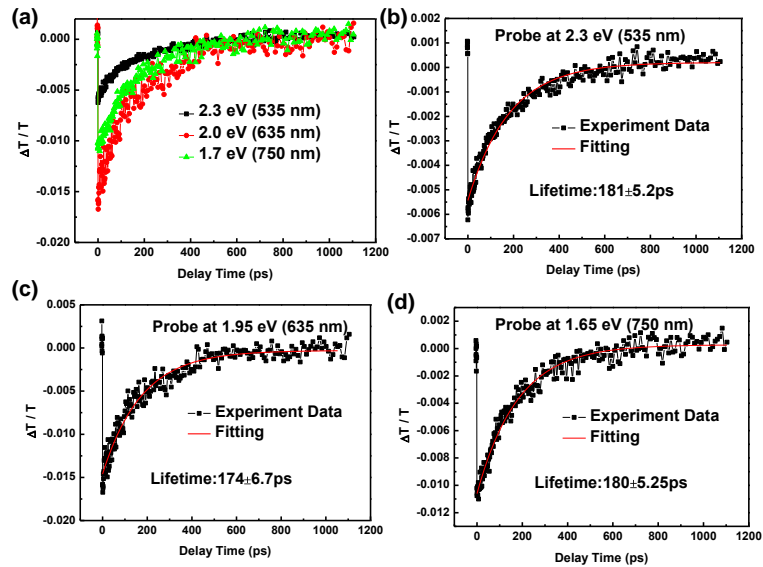 (a)
0.000
-0.005
-0.010
-0.015
-0.020
ΔT / T
2.3 eV (535 nm)
2.0 eV (635 nm)
1.7 eV (750 nm)
0 200 400 600 800 1000 1200
Delay Time (ps)
(b)
0.002
0.001
0.000
-0.001
-0.002
-0.003
-0.004
-0.005
-0.006
-0.007
ΔT / T
Probe at 2.3 eV (535 nm)
Experiment Data
Fitting
Lifetime:181±5.2ps
0 200 400 600 800 1000 1200
Delay Time (ps)
(c)
0.005
0.000
-0.005
-0.010
-0.015
-0.020
ΔT / T
Probe at 1.95 eV (635 nm)
Experiment Data
Fitting
Lifetime:174±6.7ps
0 200 400 600 800 1000 1200
Delay Time (ps)
(d)
0.002
0.000
-0.002
-0.004
-0.006
-0.008
-0.010
-0.012
ΔT / T
Probe at 1.65 eV (750 nm)
Experiment Data
Fitting
Lifetime:180±5.25ps
0 200 400 600 800 1000 1200
Delay Time (ps)